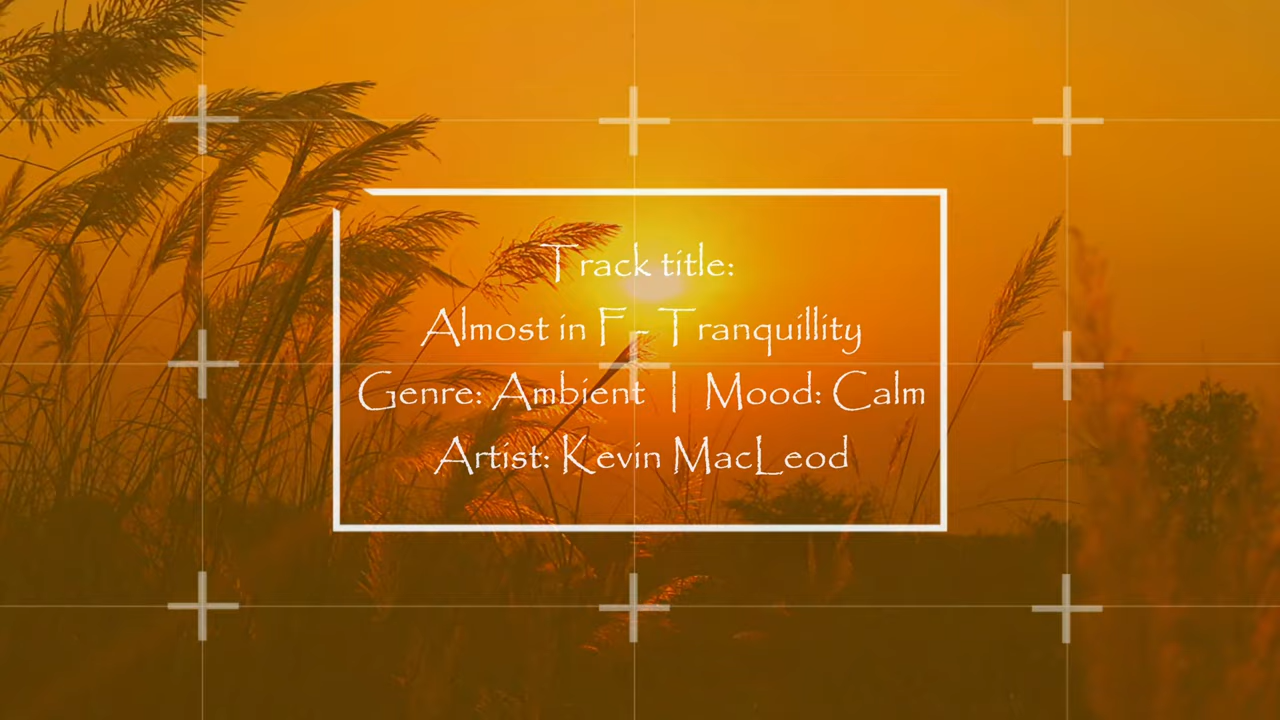 Track title:
Almost in F - Tranquillity
Genre: Ambient | Mood: Calm
Artist: Kevin MacLeod